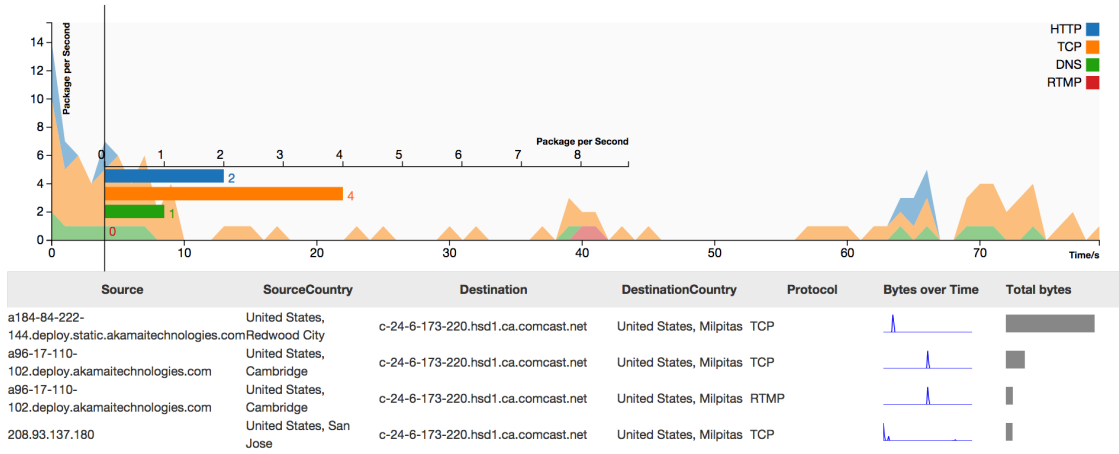 14
12
10
8
6
4
2
0
Package per Second
HTTP
TCP
DNS
RTMP
Package per Second
0 1 2 3 4 5 6 7 8
2
4
1
0
0 10 20 30 40 50 60 70
Time/s
Source SourceCountry Destination DestinationCountry Protocol Bytes over Time Total bytes
a184-84-222-
144.deploy.static.akamaitechnologies.com
United States,
Redwood City
c-24-6-173-220.hsd1.ca.comcast.net
United States, Milpitas
TCP
a96-17-110-
102.deploy.akamaitechnologies.com
United States,
Cambridge
c-24-6-173-220.hsd1.ca.comcast.net
United States, Milpitas
TCP
a96-17-110-
102.deploy.akamaitechnologies.com
United States,
Cambridge
c-24-6-173-220.hsd1.ca.comcast.net
United States, Milpitas
RTMP
208.93.137.180
United States, San
Jose
c-24-6-173-220.hsd1.ca.comcast.net
United States, Milpitas
TCP